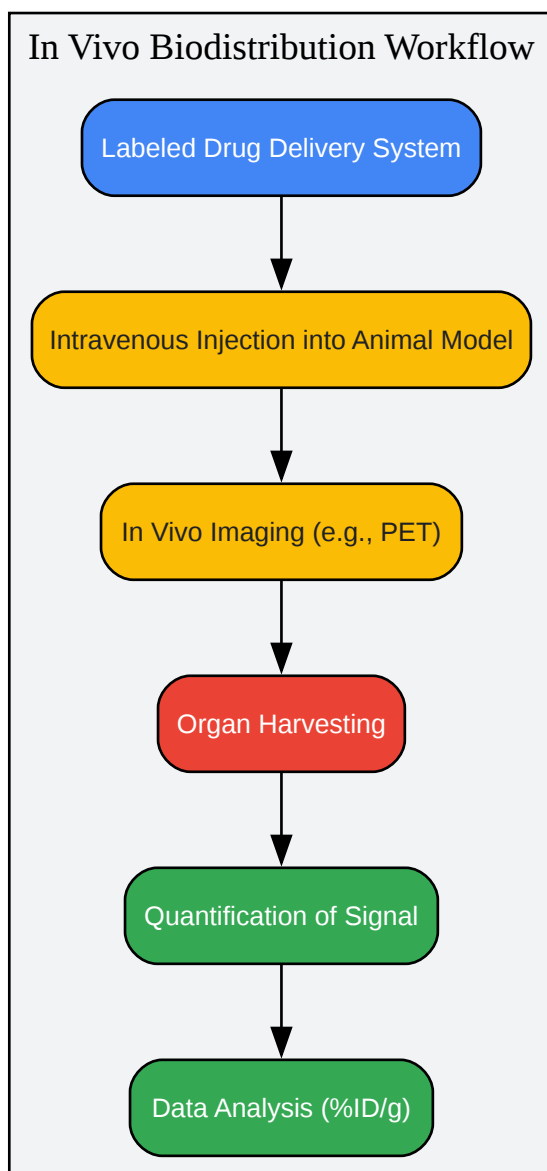 In Vivo Biodistribution Workflow
Labeled Drug Delivery System
Intravenous Injection into Animal Model
In Vivo Imaging (e.g., PET)
Organ Harvesting
Quantification of Signal
Data Analysis (%ID/g)